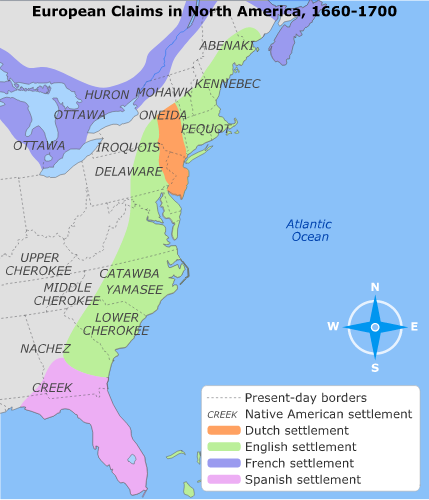 European Claims in North America, 1660-1700
ABENAKI
KENNEBEC
HURON
MOHAWK
OTTAWA
ONEIDA
PEQUOT
OTTAWA
IROQUOIS
DELAWARE
Atlantic
Ocean
UPPER
CHEROKEE
CATAWBA
MIDDLE
CHEROKEE
YAMASEE
LOWER
CHEROKEE
NACHEZ
CREEK
N
W
E
S
Present-day borders
CREEK Native American settlement
Dutch settlement
English settlement
French settlement
Spanish settlement